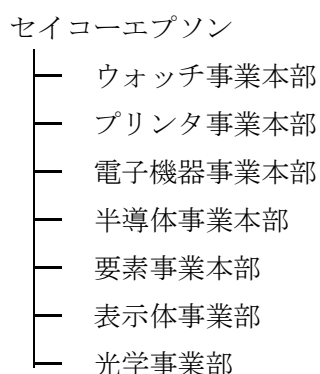 セイコーエプソン
ウォッチ事業本部
プリンタ事業本部
電子機器事業本部
半導体事業本部
要素事業本部
表示体事業部
光学事業部